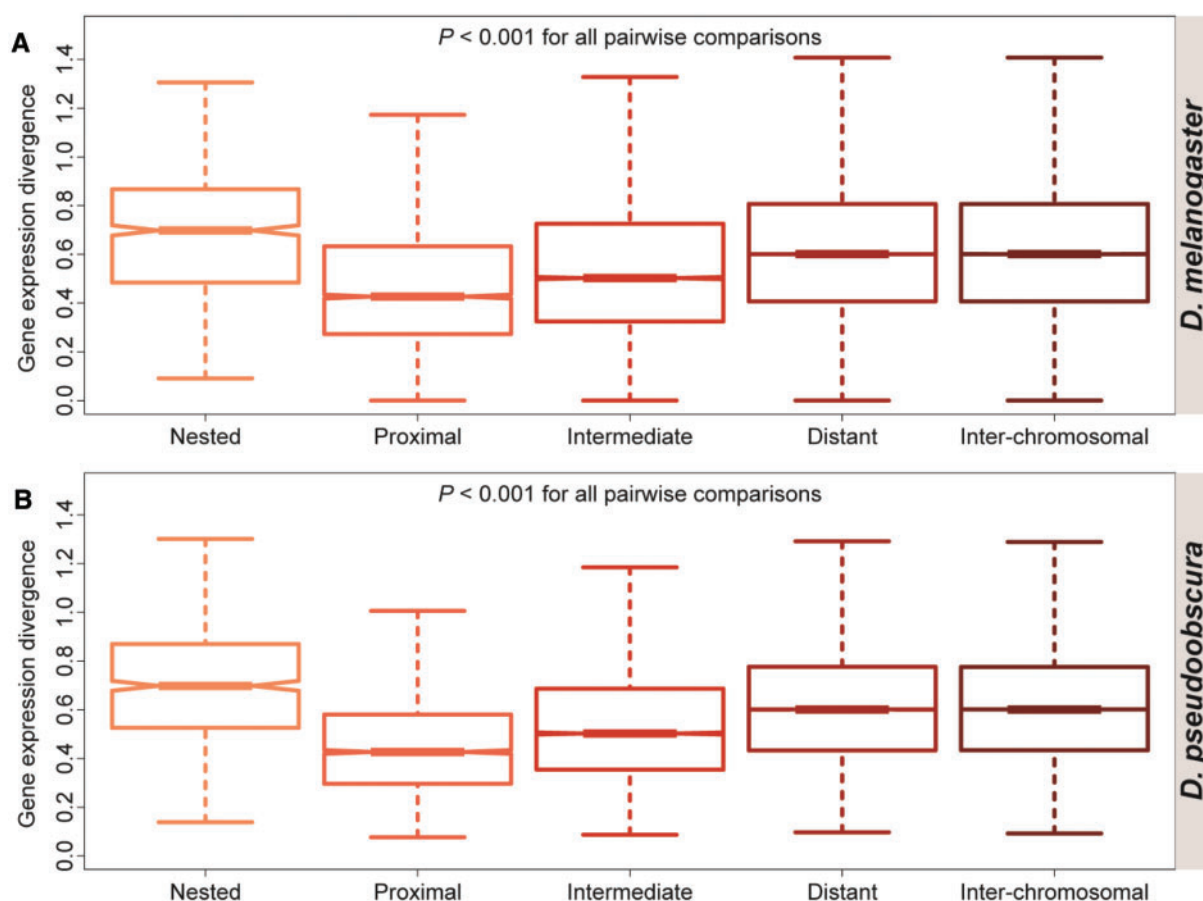 A
P < 0.001 for all pairwise comparisons
Gene expression divergence
1.4
1.2
1.0
0.8
0.6
0.4
0.2
0.0
Nested Proximal Intermediate Distant Inter-chromosomal
D. melanogaster
B
P < 0.001 for all pairwise comparisons
Gene expression divergence
1.4
1.2
1.0
0.8
0.6
0.4
0.2
0.0
Nested Proximal Intermediate Distant Inter-chromosomal
D. pseudoobscura